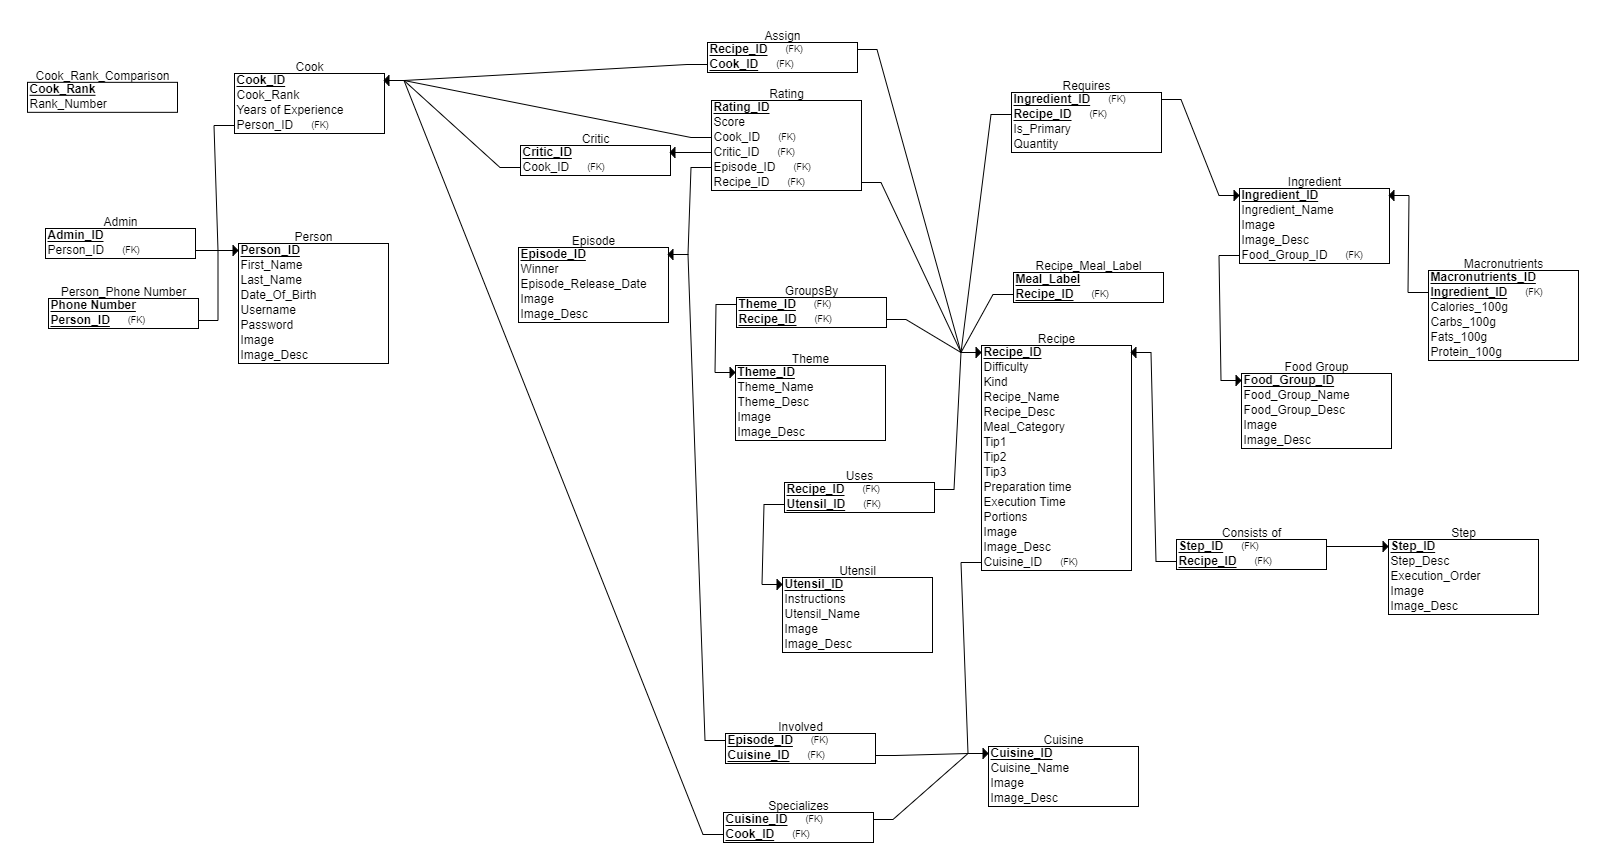 Cook_Rank_Comparison
Cook_Rank
Rank_Number
Cook
Cook_ID
Cook_Rank
Years of Experience
Person_ID (FK)
Admin
Admin_ID
Person_ID (FK)
Person_Phone Number
Phone Number
Person_ID (FK)
Person
Person_ID
First_Name
Last_Name
Date_Of_Birth
Username
Password
Image
Image_Desc
Critic
Critic_ID
Cook_ID (FK)
Episode
Episode_ID
Winner
Episode_Release_Date
Image
Image_Desc
Assign
Recipe_ID (FK)
Cook_ID (FK)
Rating
Rating_ID
Score
Cook_ID (FK)
Critic_ID (FK)
Episode_ID (FK)
Recipe_ID (FK)
GroupsBy
Theme_ID (FK)
Recipe_ID (FK)
Theme
Theme_ID
Theme_Name
Theme_Desc
Image
Image_Desc
Uses
Recipe_ID (FK)
Utensil_ID (FK)
Utensil
Utensil_ID
Instructions
Utensil_Name
Image
Image_Desc
Involved
Episode_ID (FK)
Cuisine_ID (FK)
Specializes
Cuisine_ID (FK)
Cook_ID (FK)
Requires
Ingredient_ID (FK)
Recipe_ID (FK)
Is_Primary
Quantity
Recipe_Meal_Label
Meal_Label
Recipe_ID (FK)
Recipe
Recipe_ID
Difficulty
Kind
Recipe_Name
Recipe_Desc
Meal_Category
Tip1
Tip2
Tip3
Preparation time
Execution Time
Portions
Image
Image_Desc
Cuisine_ID (FK)
Cuisine
Cuisine_ID
Cuisine_Name
Image
Image_Desc
Ingredient
Ingredient_ID
Ingredient_Name
Image
Image_Desc
Food_Group_ID (FK)
Food Group
Food_Group_ID
Food_Group_Name
Food_Group_Desc
Image
Image_Desc
Macronutrients
Macronutrients_ID
Ingredient_ID (FK)
Calories_100g
Carbs_100g
Fats_100g
Protein_100g
Consists of
Step_ID (FK)
Recipe_ID (FK)
Step
Step_ID
Step_Desc
Execution_Order
Image
Image_Desc